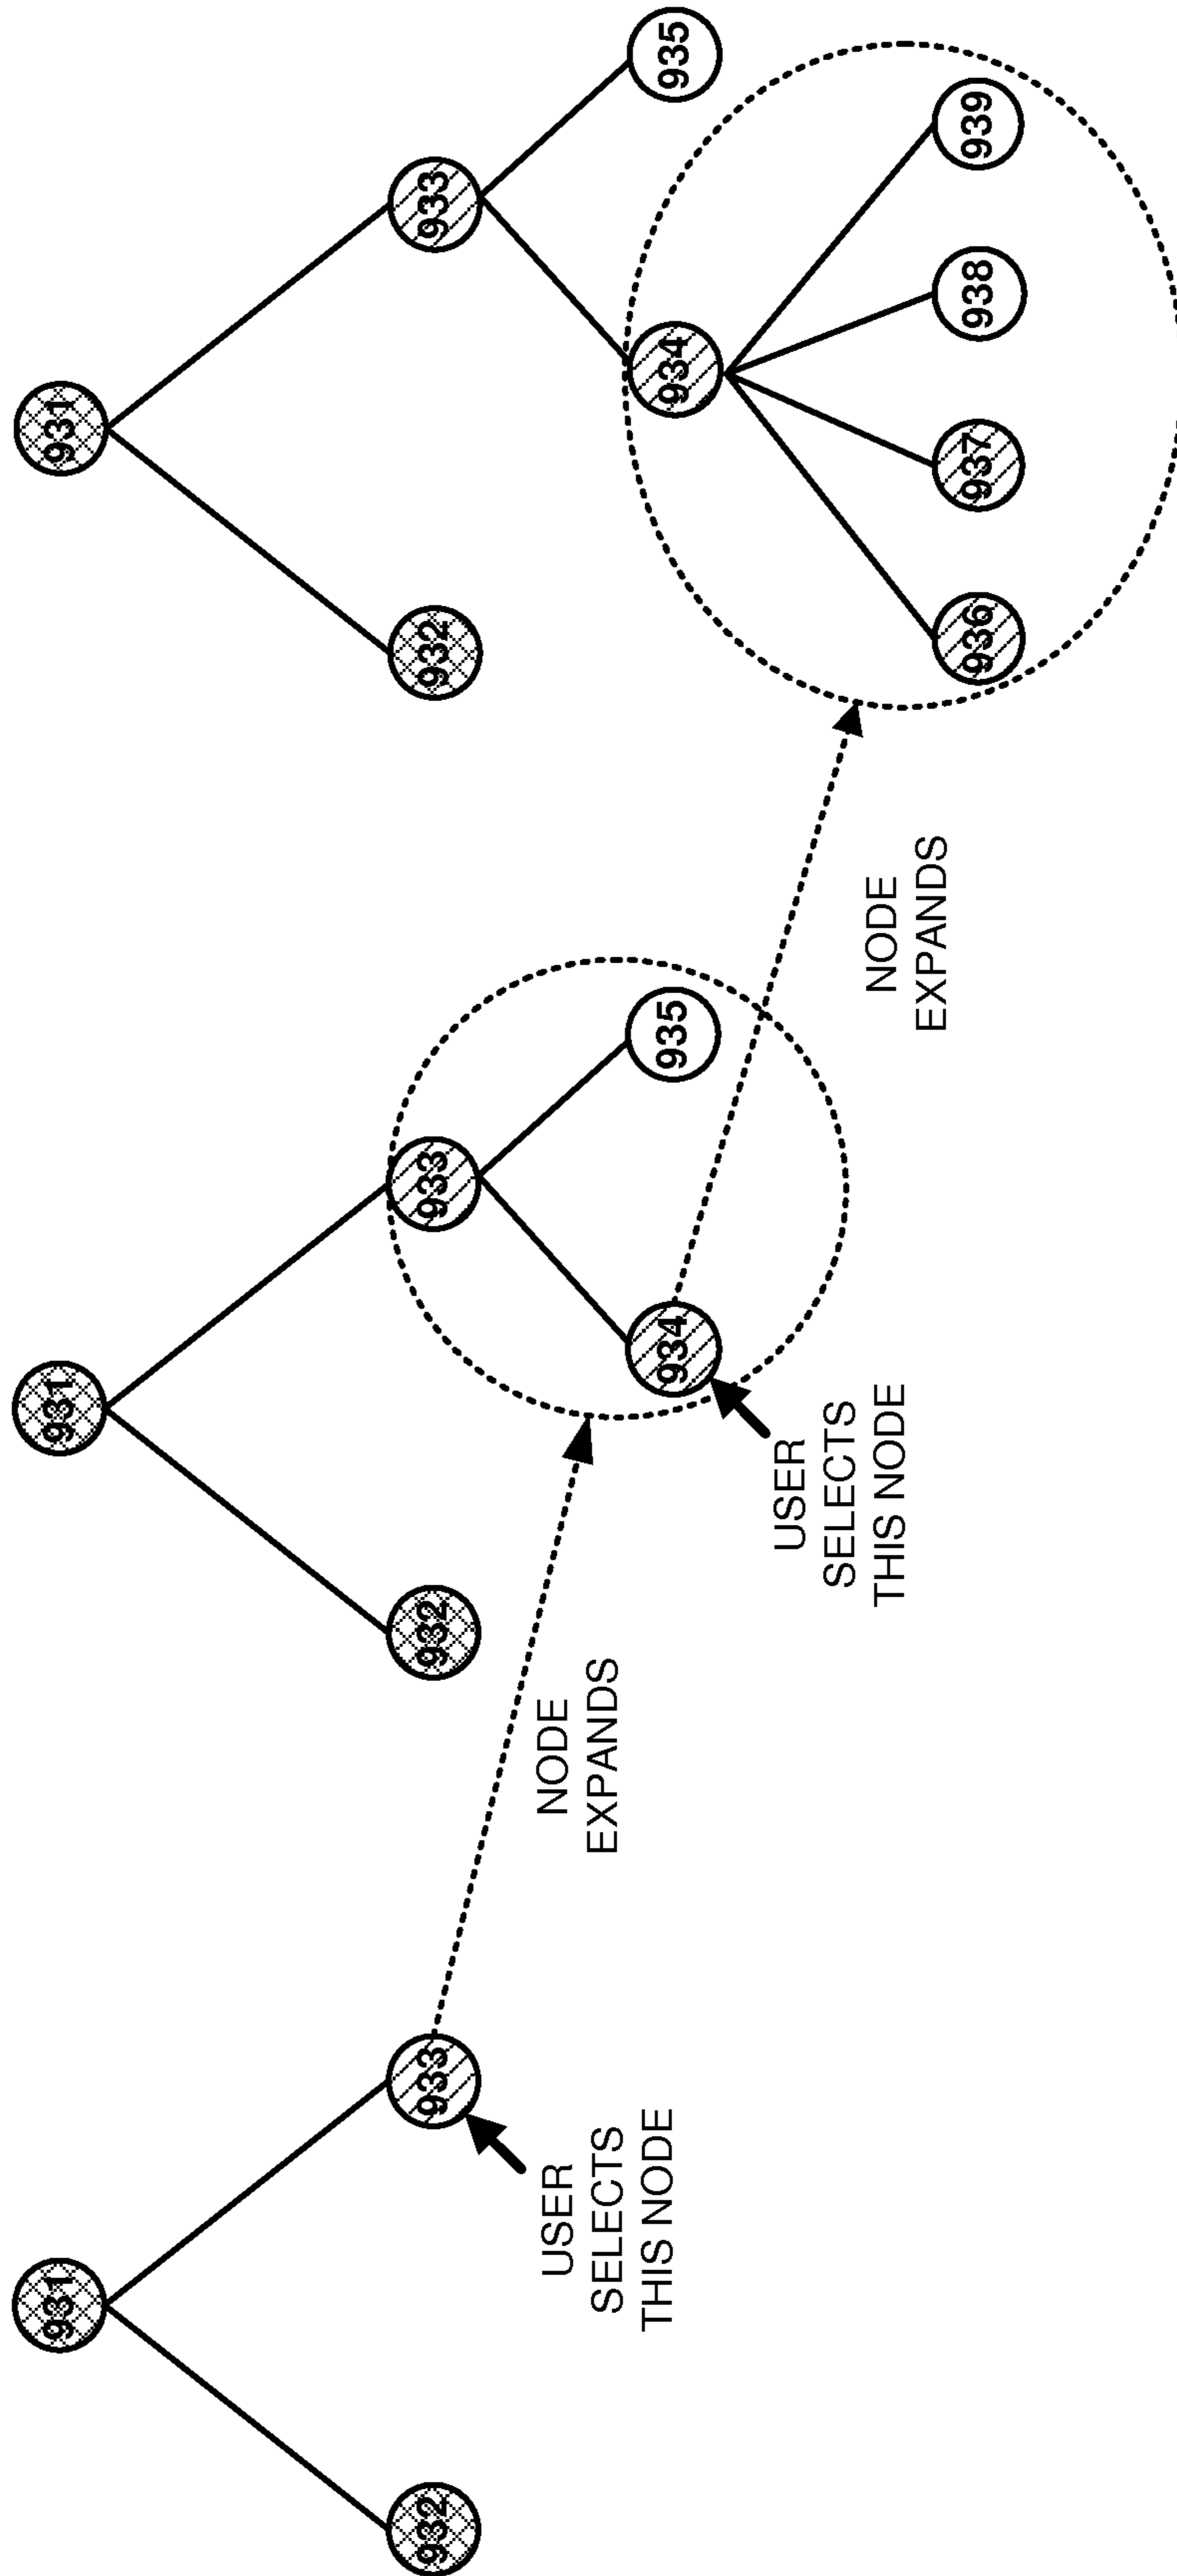 931
932
933
USER
SELECTS
THIS NODE
NODE
EXPANDS
931
932
933
934
935
USER
SELECTS
THIS NODE
NODE
EXPANDS
931
932
933
934
935
936
937
938
939